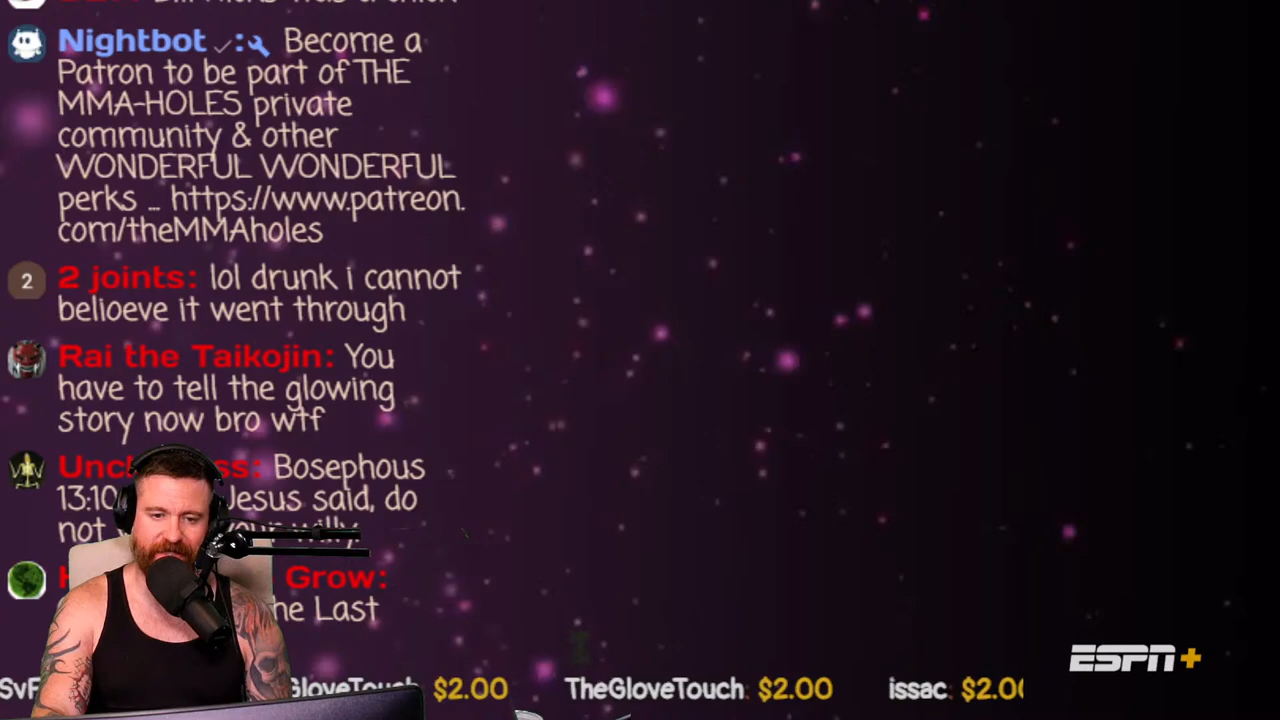 Nightbot ✓:🔧 Become a
Patron to be part of THE
MMA-HOLES private
community & other
WONDERFUL WONDERFUL
perks ... https://www.patreon.
com/theMMAholes
2
2 joints: lol drunk i cannot
belioeve it went through
Rai the Taikojin: You
have to tell the glowing
story now bro wtf
Bosephous
13:10 Jesus said, do
not your willy.
Grow:
the Last
ESPN+
GloveTouch $2.00 TheGloveTouch $2.00 issac